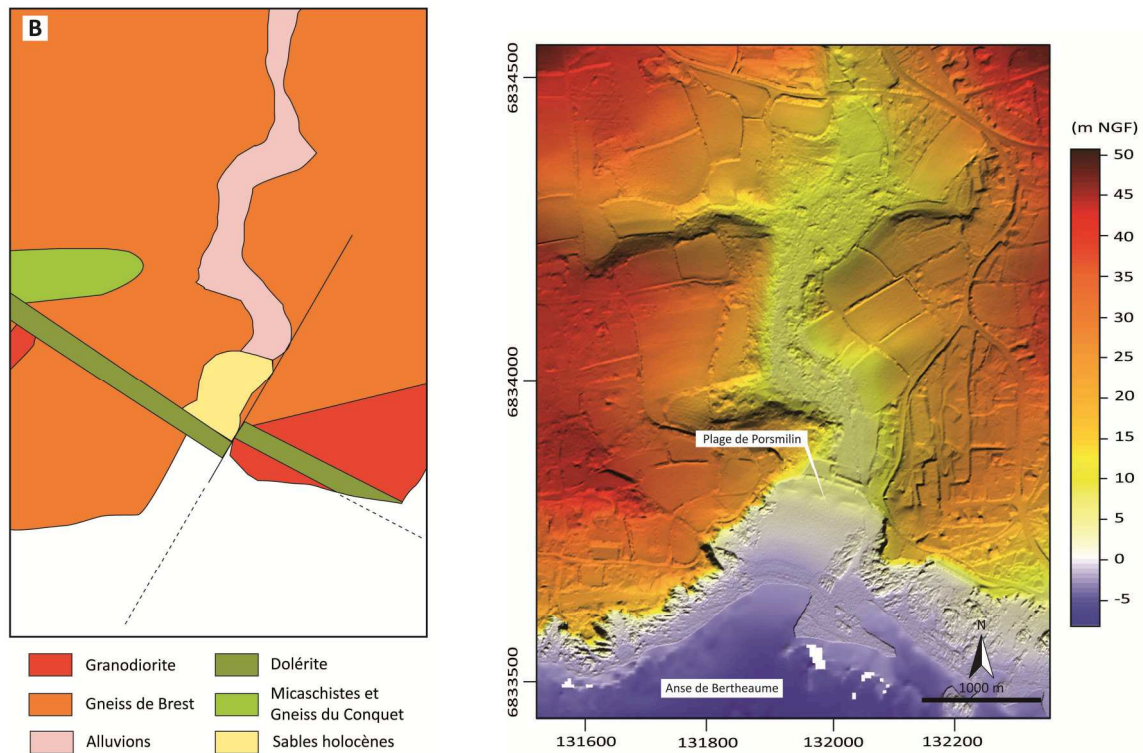 B
Granodiorite
Gneiss de Brest
Alluvions
Dolérite
Micaschistes et
Gneiss du Conquet
Sables holocènes
6834500
6834000
6833500
131600
131800
132000
132200
Plage de Porsmilin
Anse de Bertheaume
N
1000 m
(m NGF)
50
45
40
35
30
25
20
15
10
5
0
-5